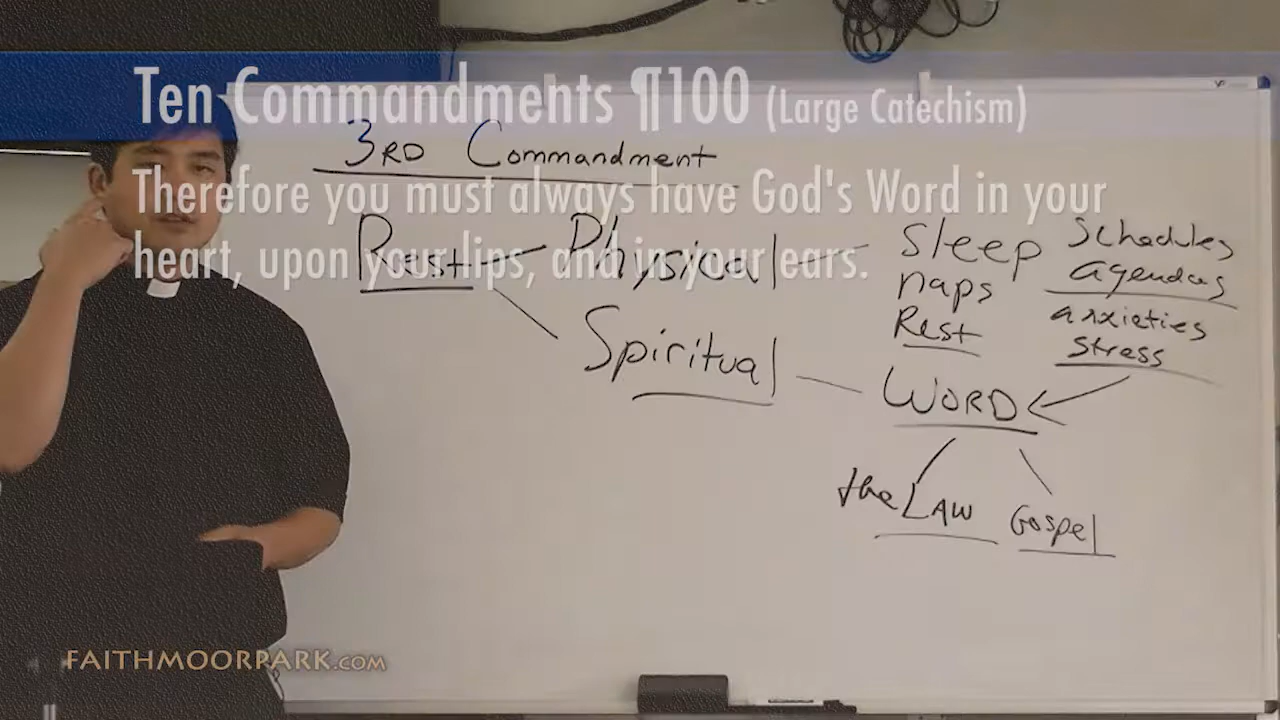 Ten Commandments ¶100 (Large Catechism)
Therefore you must always have God's Word in your
heart, upon your lips, and in your ears.
3RD Commandment
Rest Physical
Spiritual
Sleep
naps
Rest
Schedules
agendas
anxieties
Stress
WORD
the LAW Gospel
FAITHMOORPARK.COM